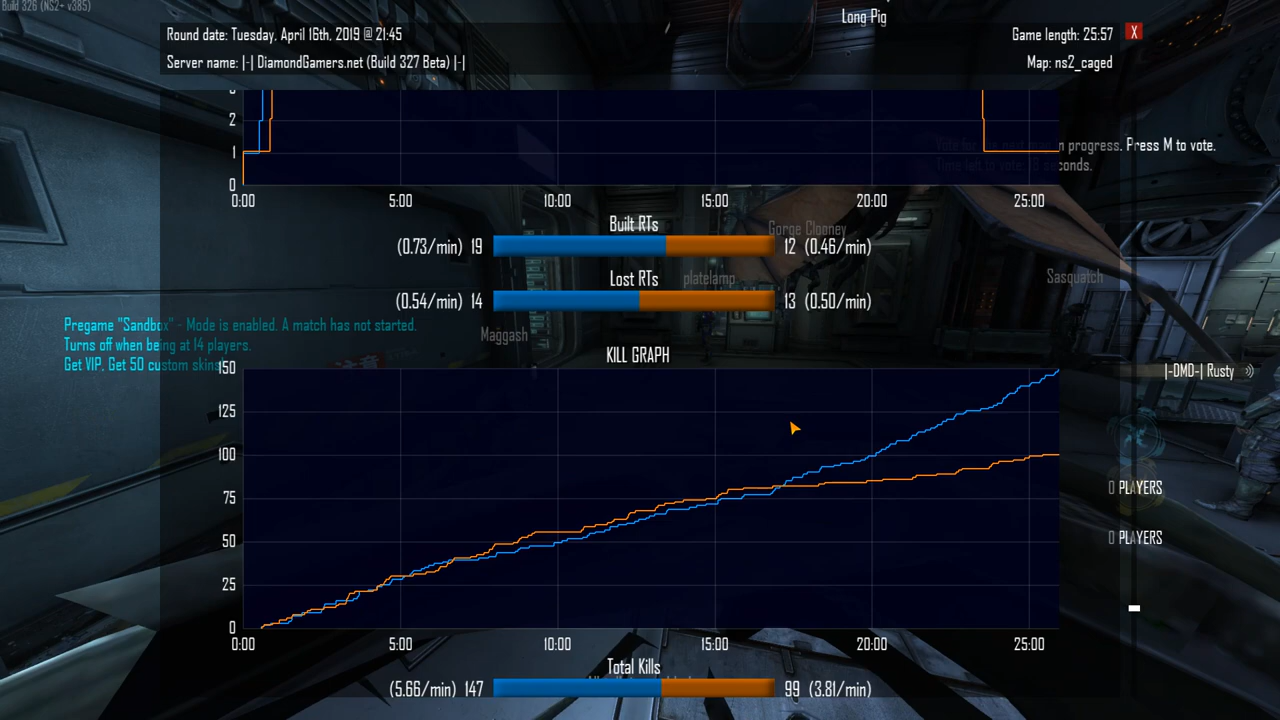 Build 326 (NS2+ v385)
Long Pig
Round date: Tuesday. April 16th, 2019 @ 21:45
Game length: 25:57
X
Server name: |-| DiamondGamers.net (Build 327 Beta) |-|
Map: ns2_caged
2
1
0
n progress. Press M to vote.
Time left to vote: conds.
0:00 5:00 10:00 15:00 20:00 25:00
Built RTs
Gorge Clooney
(0.73/min) 19
12 (0.46/min)
Lost RTs
platelamp
Sasquatch
(0.54/min) 14
13 (0.50/min)
Pregame "Sandbox" - Mode is enabled. A match has not started.
Maggash
Turns off when being at 14 players.
KILL GRAPH
Get VIP. Get 50 custom skins
150
|-DMD-| Rusty
125
100
75
50
25
0
PLAYERS
PLAYERS
0:00 5:00 10:00 15:00 20:00 25:00
Total Kills
(5.66/min) 147
99 (3.81/min)